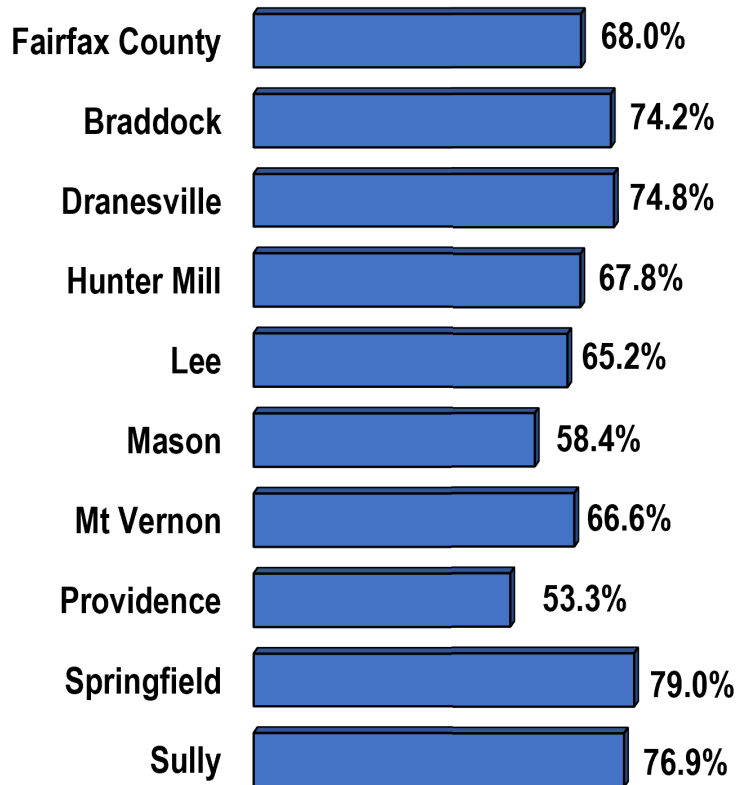 Fairfax County 68.0%
Braddock 74.2%
Dranesville 74.8%
Hunter Mill 67.8%
Lee 65.2%
Mason 58.4%
Mt Vernon 66.6%
Providence 53.3%
Springfield 79.0%
Sully 76.9%